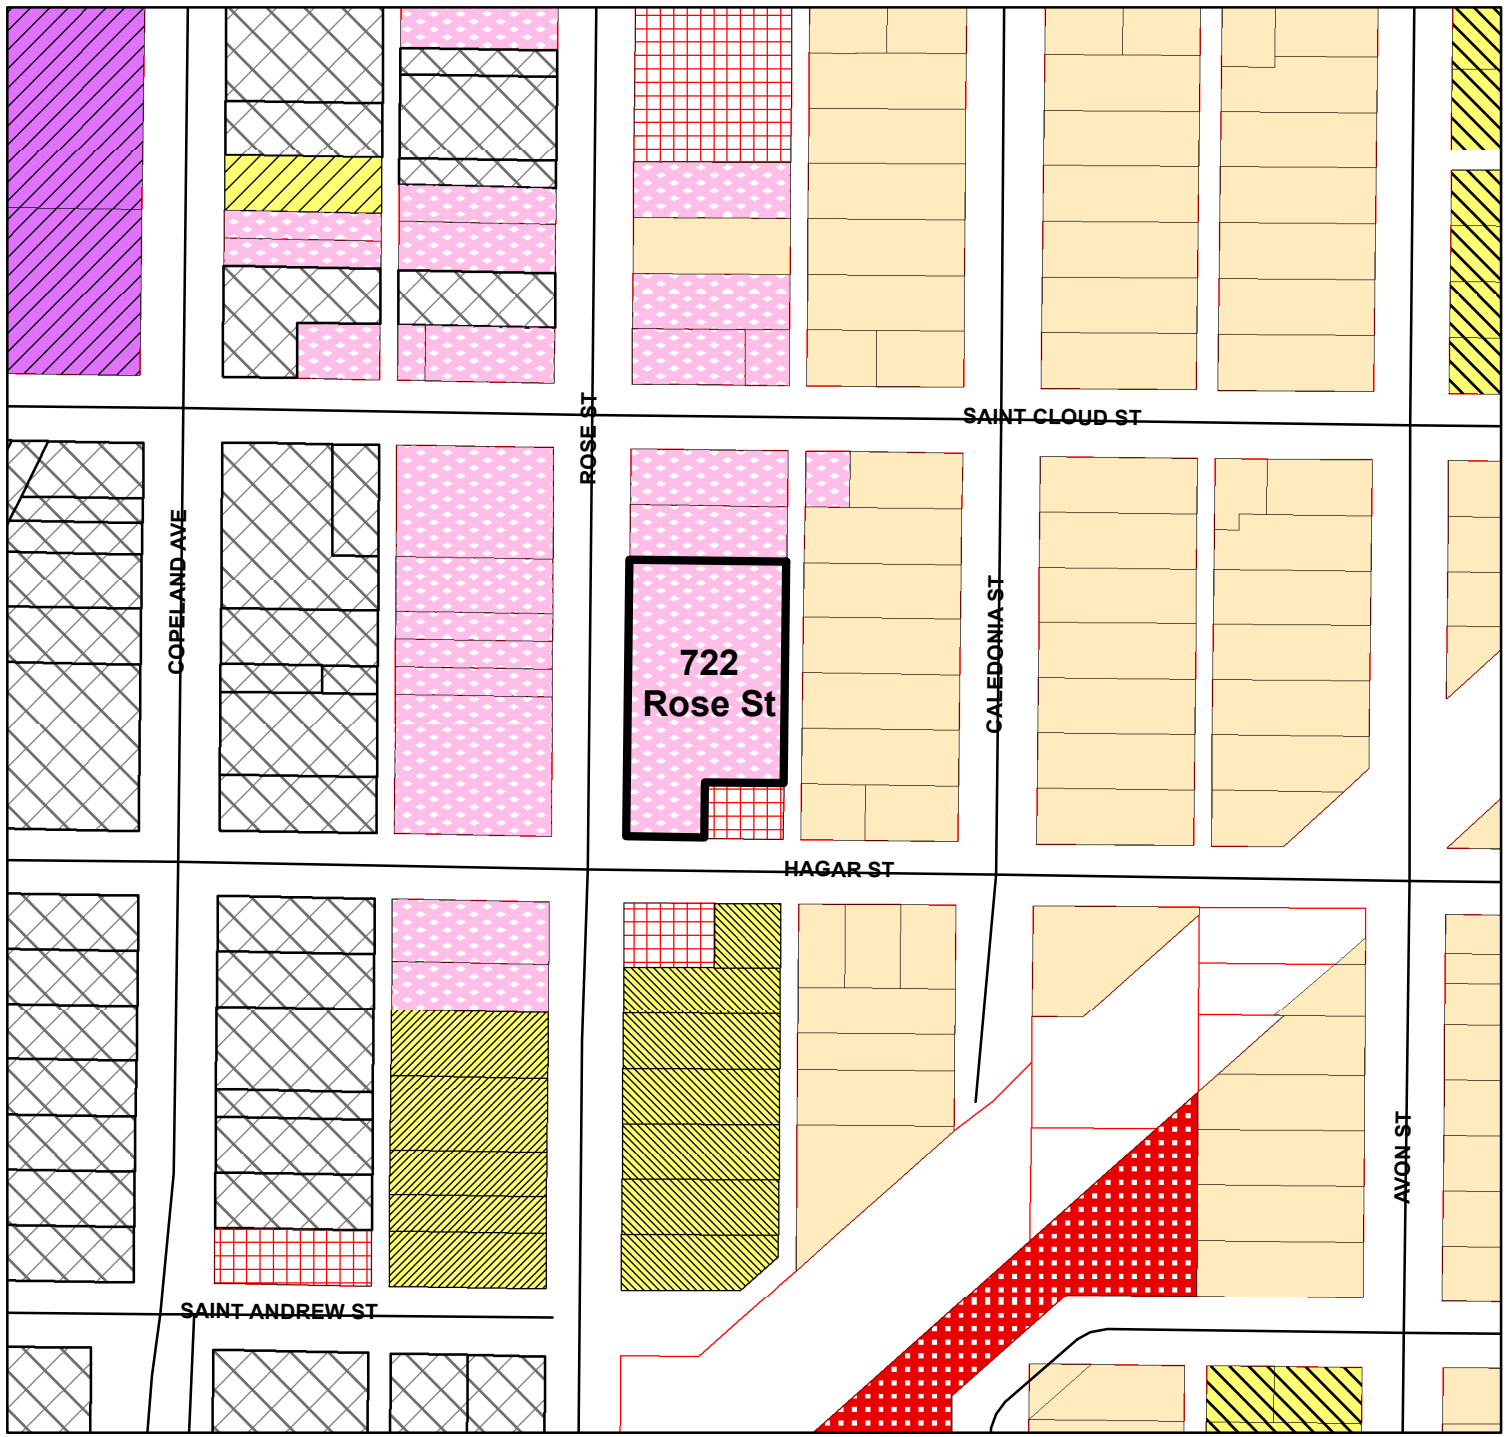 ROSE ST
SAINT CLOUD ST
COPELAND AVE
CALEDONIA ST
722
Rose St
HAGAR ST
AVON ST
SAINT ANDREW ST